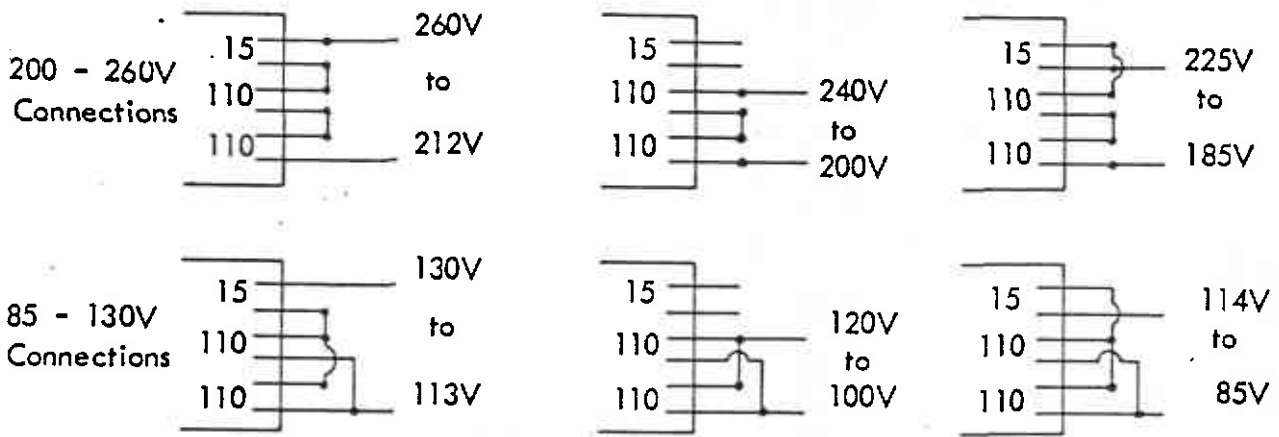 200 - 260V
Connections
15
110
110
260V
to
212V
15
110
110
240V
to
200V
15
110
110
225V
to
185V
85 - 130V
Connections
15
110
110
130V
to
113V
15
110
110
120V
to
100V
15
110
110
114V
to
85V